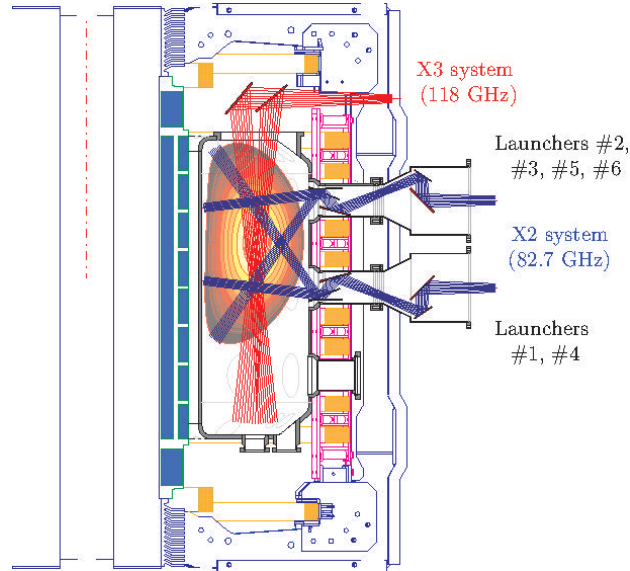 X3 system
(118 GHz)
Launchers #2,
#3, #5, #6
X2 system
(82.7 GHz)
Launchers
#1, #4